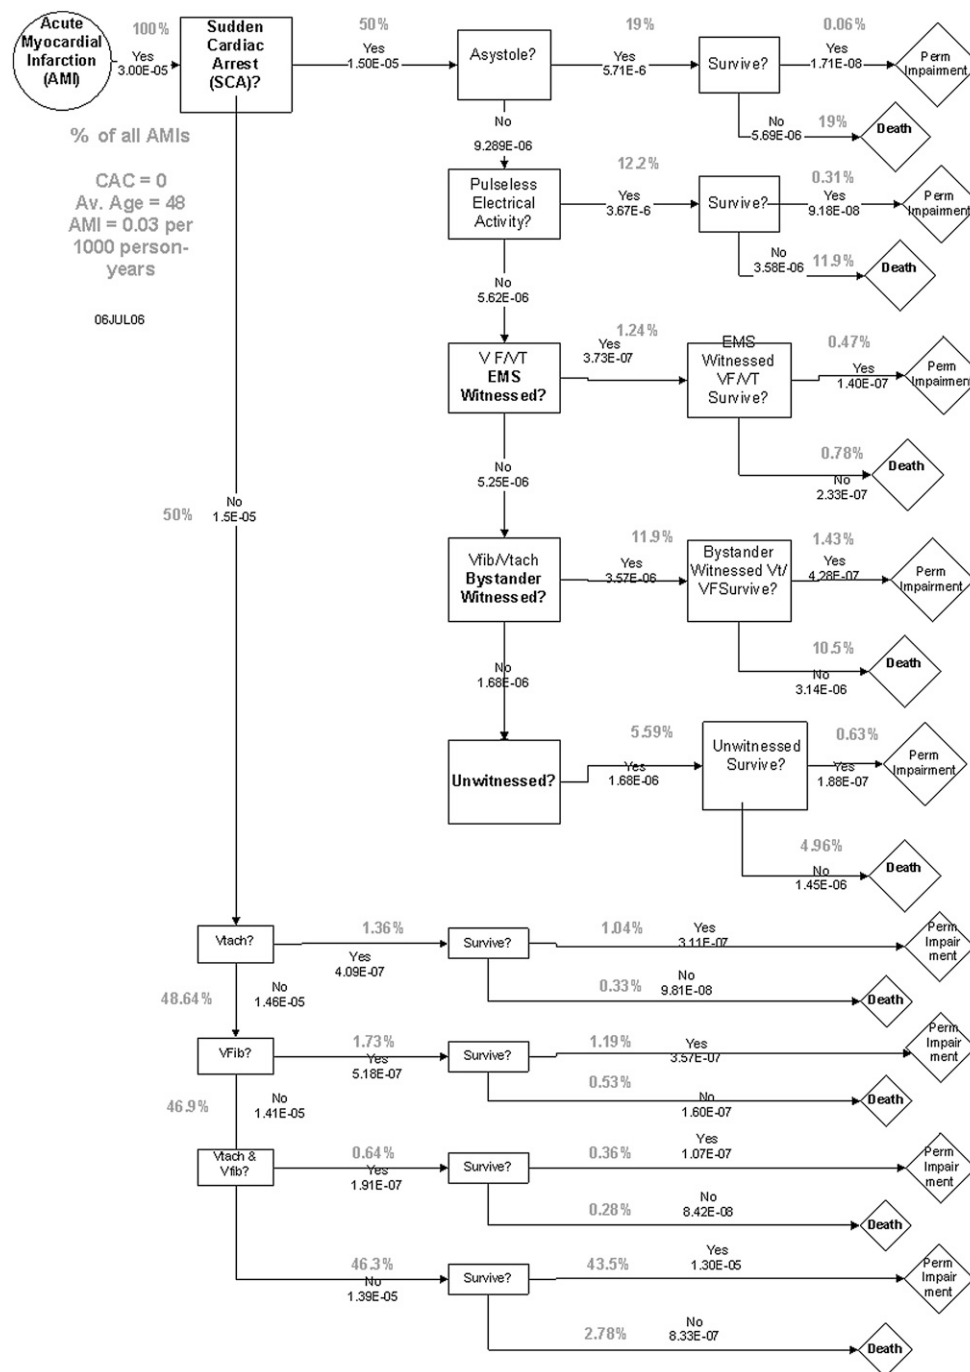 Acute
Myocardial
Infarction
(AMI)
100%
Yes
3.00E-05
Sudden
Cardiac
Arrest
(SCA)?
50%
Yes
1.50E-05
Asystole?
19%
Yes
5.71E-6
Survive?
0.06%
Yes
1.71E-08
Perm
Impairment
No
5.69E-06
19%
Death
% of all AMIs
CAC = 0
Av. Age = 48
AMI = 0.03 per
1000 person-
years
06JUL06
No
9.289E-06
Pulseless
Electrical
Activity?
12.2%
Yes
3.67E-6
Survive?
0.31%
Yes
9.18E-08
Perm
Impairment
No
3.58E-06
11.9%
Death
No
5.62E-06
V F/VT
EMS
Witnessed?
1.24%
Yes
3.73E-07
EMS
Witnessed
VF/VT
Survive?
0.47%
Yes
1.40E-07
Perm
Impairment
0.78%
No
2.33E-07
Death
No
5.25E-06
50%
No
1.5E-05
Vfib/Vtach
Bystander
Witnessed?
11.9%
Yes
3.57E-06
Bystander
Witnessed Vt/
VFSurvive?
1.43%
Yes
4.28E-07
Perm
Impairment
10.5%
No
3.14E-06
Death
No
1.68E-06
Unwitnessed?
5.59%
Yes
1.68E-06
Unwitnessed
Survive?
0.63%
Yes
1.88E-07
Perm
Impairment
4.96%
No
1.45E-06
Death
Vtach?
1.36%
Yes
4.09E-07
Survive?
1.04%
Yes
3.11E-07
Perm
Impair
ment
0.33%
No
9.81E-08
Death
48.64%
No
1.46E-05
VFib?
1.73%
Yes
5.18E-07
Survive?
1.19%
Yes
3.57E-07
Perm
Impair
ment
0.53%
No
1.60E-07
Death
46.9%
No
1.41E-05
Vtach &
Vfib?
0.64%
Yes
1.91E-07
Survive?
0.36%
Yes
1.07E-07
Perm
Impair
ment
0.28%
No
8.42E-08
Death
46.3%
No
1.39E-05
Survive?
43.5%
Yes
1.30E-05
Perm
Impair
ment
2.78%
No
8.33E-07
Death